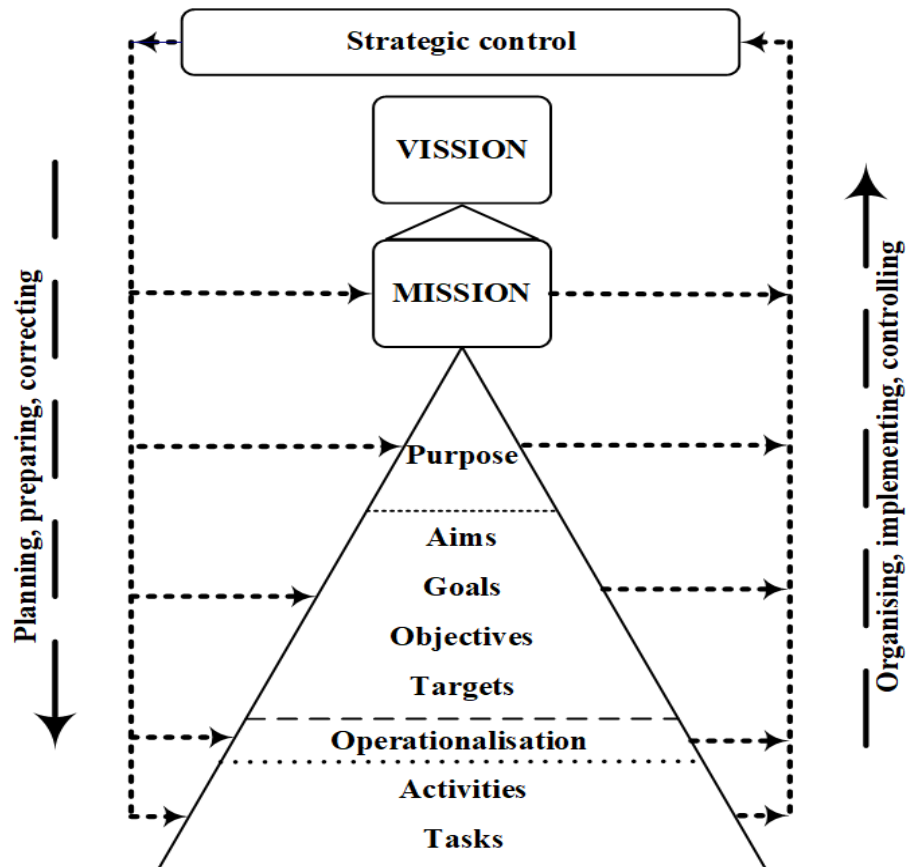 Strategic control
VISSION
MISSION
Planning, preparing, correcting
Organising, implementing, controlling
Purpose
Aims
Goals
Objectives
Targets
Operationalisation
Activities
Tasks